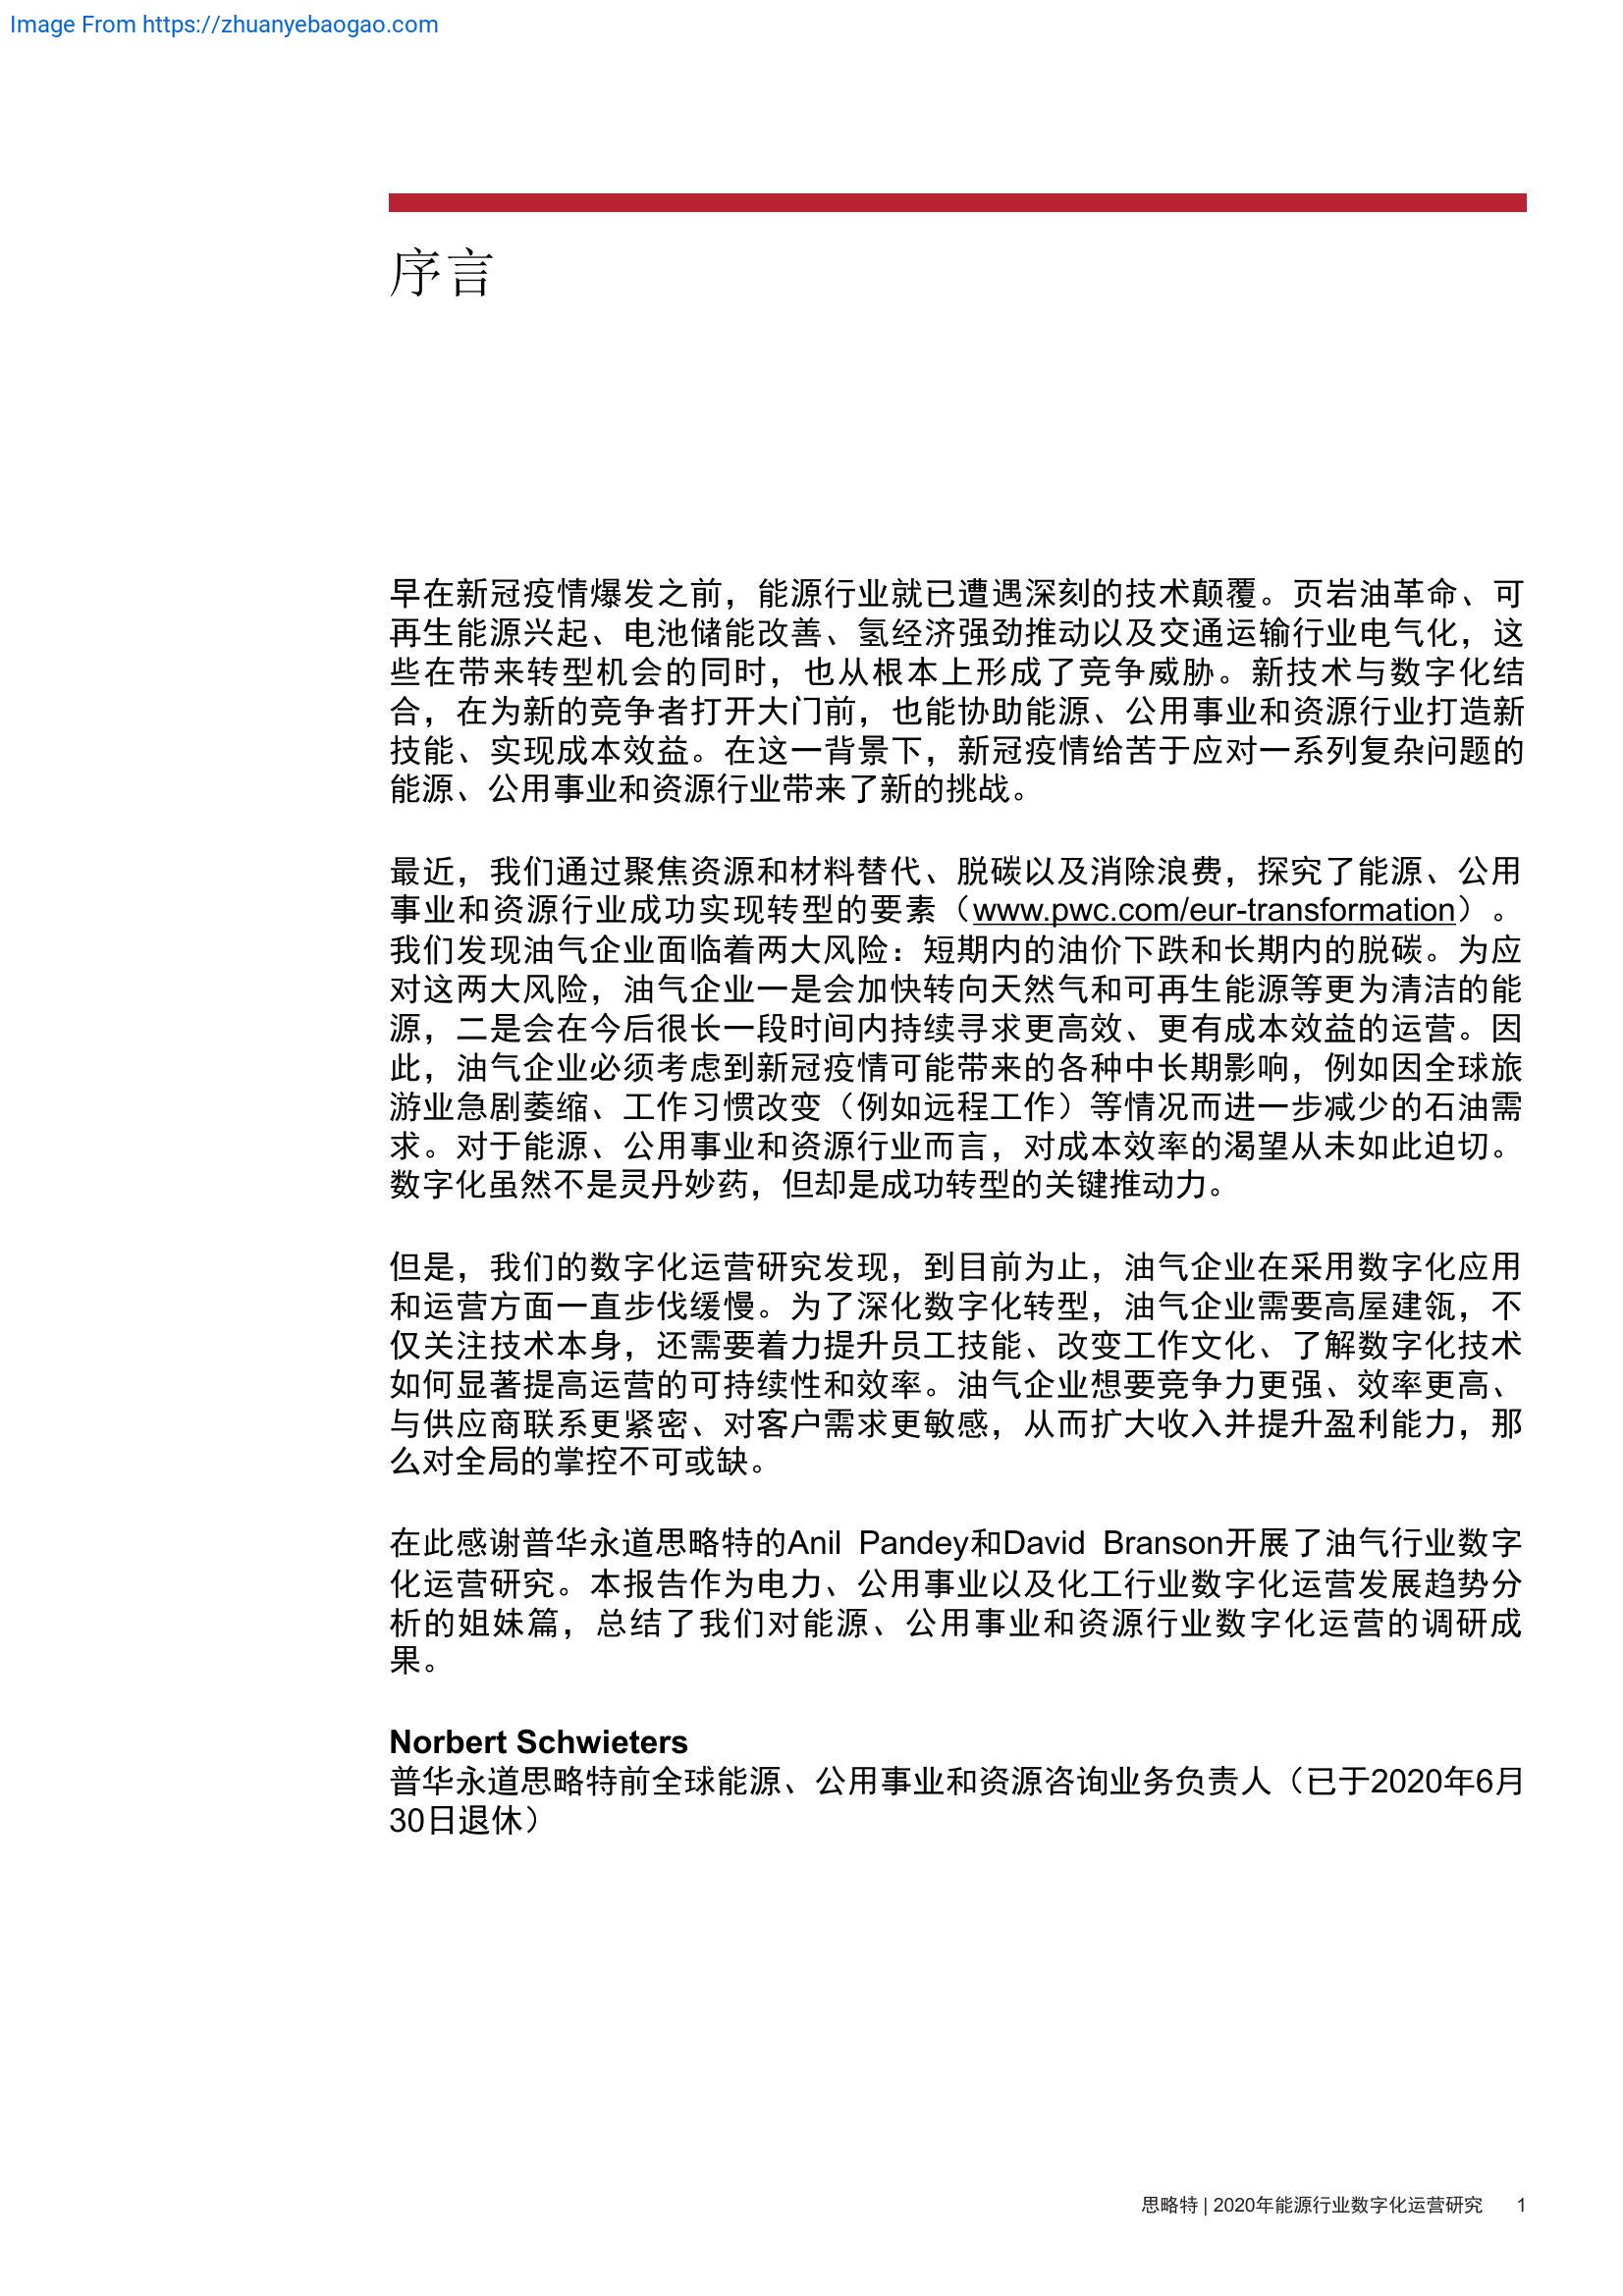 Image From https://zhuanyebaogao.com
序言
早在新冠疫情爆发之前，能源行业就已遭遇深刻的技术颠覆。页岩油革命、可
再生能源兴起、电池储能改善、氢经济强劲推动以及交通运输行业电气化，这
些在带来转型机会的同时，也从根本上形成了竞争威胁。新技术与数字化结
合，在为新的竞争者打开大门前，也能协助能源、公用事业和资源行业打造新
技能、实现成本效益。在这一背景下，新冠疫情给苦于应对一系列复杂问题的
能源、公用事业和资源行业带来了新的挑战。
最近，我们通过聚焦资源和材料替代、脱碳以及消除浪费，探究了能源、公用
事业和资源行业成功实现转型的要素（www.pwc.com/eur-transformation）。
我们发现油气企业面临着两大风险：短期内的油价下跌和长期内的脱碳。为应
对这两大风险，油气企业一是会加快转向天然气和可再生能源等更为清洁的能
源，二是会在今后很长一段时间内持续寻求更高效、更有成本效益的运营。因
此，油气企业必须考虑到新冠疫情可能带来的各种中长期影响，例如因全球旅
游业急剧萎缩、工作习惯改变（例如远程工作）等情况而进一步减少的石油需
求。对于能源、公用事业和资源行业而言，对成本效率的渴望从未如此迫切。
数字化虽然不是灵丹妙药，但却是成功转型的关键推动力。
但是，我们的数字化运营研究发现，到目前为止，油气企业在采用数字化应用
和运营方面一直步伐缓慢。为了深化数字化转型，油气企业需要高屋建瓴，不
仅关注技术本身，还需要着力提升员工技能、改变工作文化、了解数字化技术
如何显著提高运营的可持续性和效率。油气企业想要竞争力更强、效率更高、
与供应商联系更紧密、对客户需求更敏感，从而扩大收入并提升盈利能力，那
么对全局的掌控不可或缺。
在此感谢普华永道思略特的Anil Pandey和David Branson开展了油气行业数字
化运营研究。本报告作为电力、公用事业以及化工行业数字化运营发展趋势分
析的姐妹篇，总结了我们对能源、公用事业和资源行业数字化运营的调研成
果。
Norbert Schwieters
普华永道思略特前全球能源、公用事业和资源咨询业务负责人（已于2020年6月
30日退休）
思略特 | 2020年能源行业数字化运营研究 1